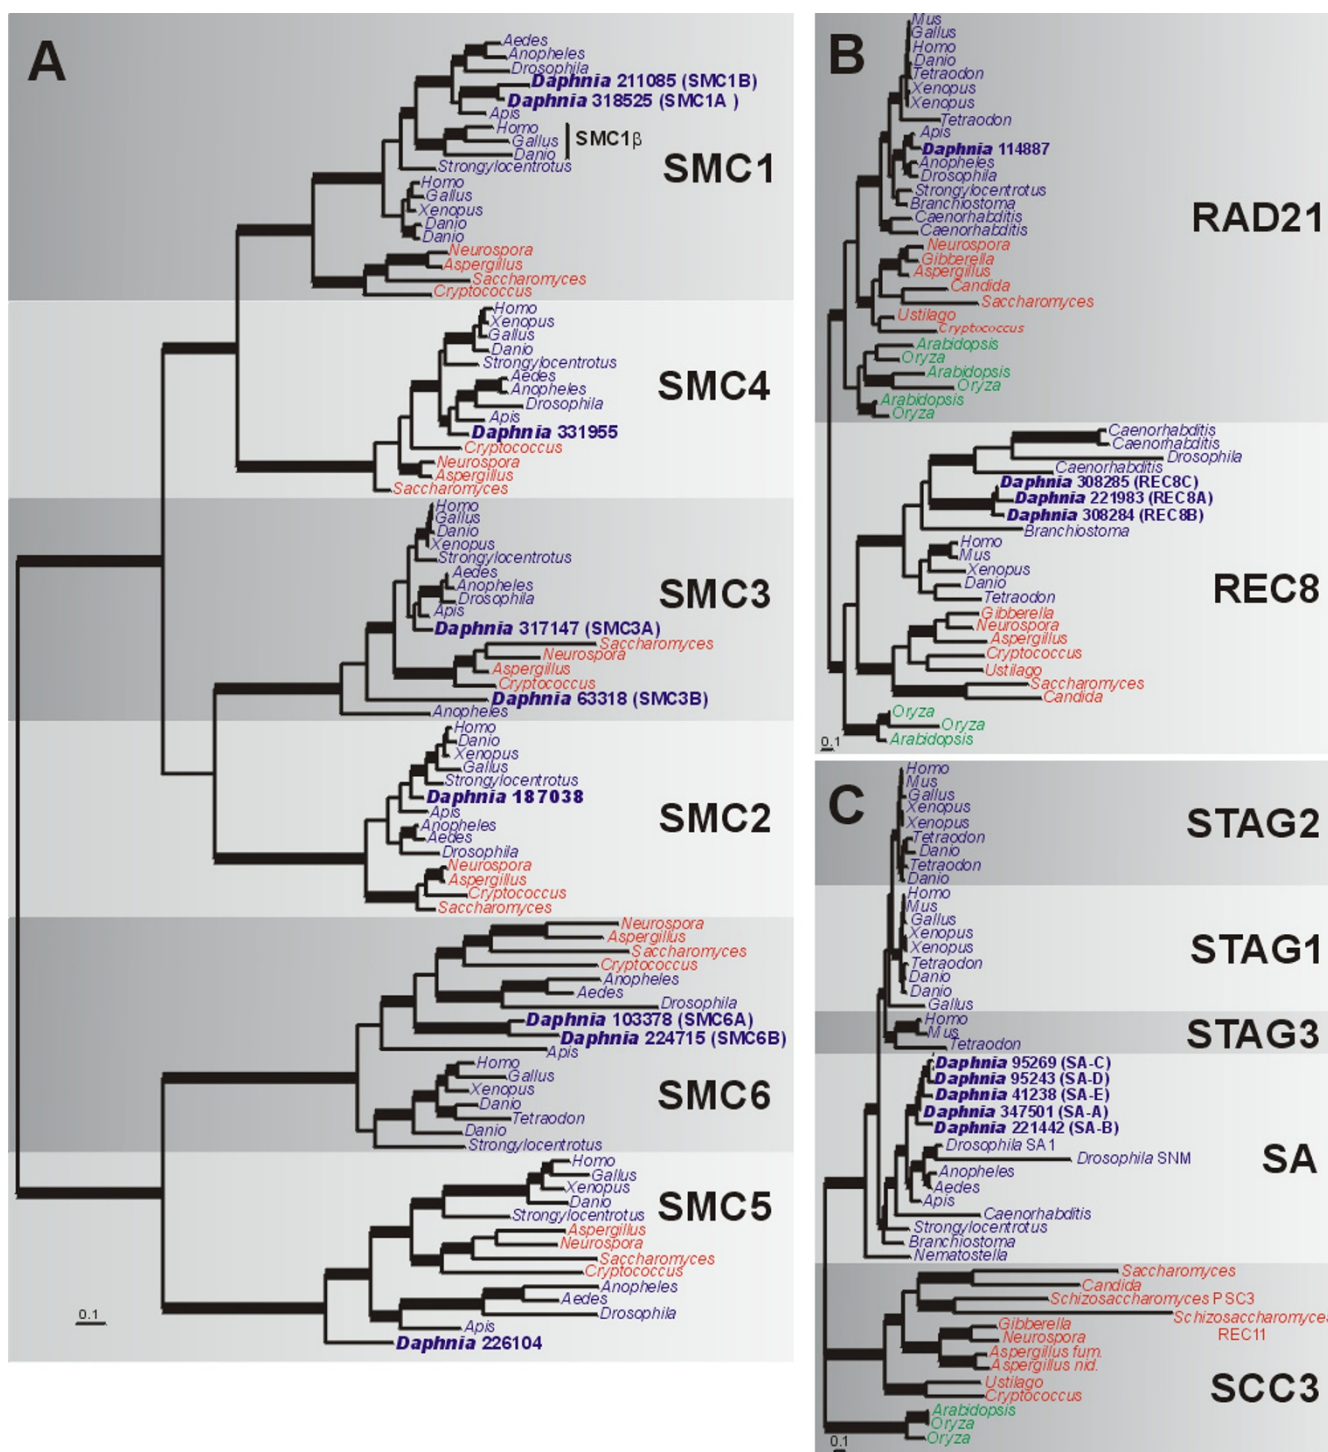 A
Aedes
Anopheles
Drosophila
Daphnia 211085 (SMC1B)
Daphnia 318525 (SMC1A )
Apis
Homo
Gallus
Danio
SMC1β
Strongylocentrotus
Homo
Gallus
Xenopus
Danio
Danio
Neurospora
Aspergillus
Saccharomyces
Cryptococcus
SMC1
Homo
Xenopus
Gallus
Danio
Strongylocentrotus
Aedes
Anopheles
Drosophila
Apis
Daphnia 331955
Cryptococcus
Neurospora
Aspergillus
Saccharomyces
SMC4
Homo
Gallus
Danio
Xenopus
Strongylocentrotus
Aedes
Anopheles
Drosophila
Apis
Daphnia 317147 (SMC3A)
Saccharomyces
Neurospora
Aspergillus
Cryptococcus
Daphnia 63318 (SMC3B)
Anopheles
SMC3
Homo
Danio
Xenopus
Gallus
Strongylocentrotus
Daphnia 187038
Apis
Anopheles
Aedes
Drosophila
Neurospora
Aspergillus
Cryptococcus
Saccharomyces
SMC2
Neurospora
Aspergillus
Saccharomyces
Cryptococcus
Anopheles
Aedes
Drosophila
Daphnia 103378 (SMC6A)
Daphnia 224715 (SMC6B)
Apis
Homo
Gallus
Xenopus
Danio
Tetraodon
Danio
Strongylocentrotus
SMC6
Homo
Gallus
Xenopus
Danio
Strongylocentrotus
Aspergillus
Neurospora
Saccharomyces
Cryptococcus
Anopheles
Aedes
Drosophila
Apis
Daphnia 226104
SMC5
0.1
B
Mus
Gallus
Homo
Danio
Tetraodon
Xenopus
Xenopus
Tetraodon
Apis
Daphnia 114887
Anopheles
Drosophila
Strongylocentrotus
Branchiostoma
Caenorhabditis
Caenorhabditis
Neurospora
Gibberella
Aspergillus
Candida
Saccharomyces
Ustilago
Cryptococcus
Arabidopsis
Oryza
Arabidopsis
Oryza
Arabidopsis
Oryza
RAD21
Caenorhabditis
Caenorhabditis
Drosophila
Caenorhabditis
Daphnia 308285 (REC8C)
Daphnia 221983 (REC8A)
Daphnia 308284 (REC8B)
Branchiostoma
Homo
Mus
Xenopus
Danio
Tetraodon
Gibberella
Neurospora
Aspergillus
Cryptococcus
Ustilago
Saccharomyces
Candida
Oryza
Oryza
Arabidopsis
REC8
0.1
C
Homo
Mus
Gallus
Xenopus
Xenopus
Tetraodon
Danio
Tetraodon
Danio
STAG2
Homo
Mus
Gallus
Xenopus
Xenopus
Tetraodon
Danio
Danio
Gallus
STAG1
Homo
Mus
Tetraodon
STAG3
Daphnia 95269 (SA-C)
Daphnia 95243 (SA-D)
Daphnia 41238 (SA-E)
Daphnia 347501 (SA-A)
Daphnia 221442 (SA-B)
Drosophila SA1
Drosophila SNM
Anopheles
Aedes
Apis
Caenorhabditis
Strongylocentrotus
Branchiostoma
Nematostella
SA
Saccharomyces
Candida
Schizosaccharomyces PSC3
Schizosaccharomyces
REC11
Gibberella
Neurospora
Aspergillus fum.
Aspergillus nid.
Ustilago
Cryptococcus
Arabidopsis
Oryza
Oryza
SCC3
0.1